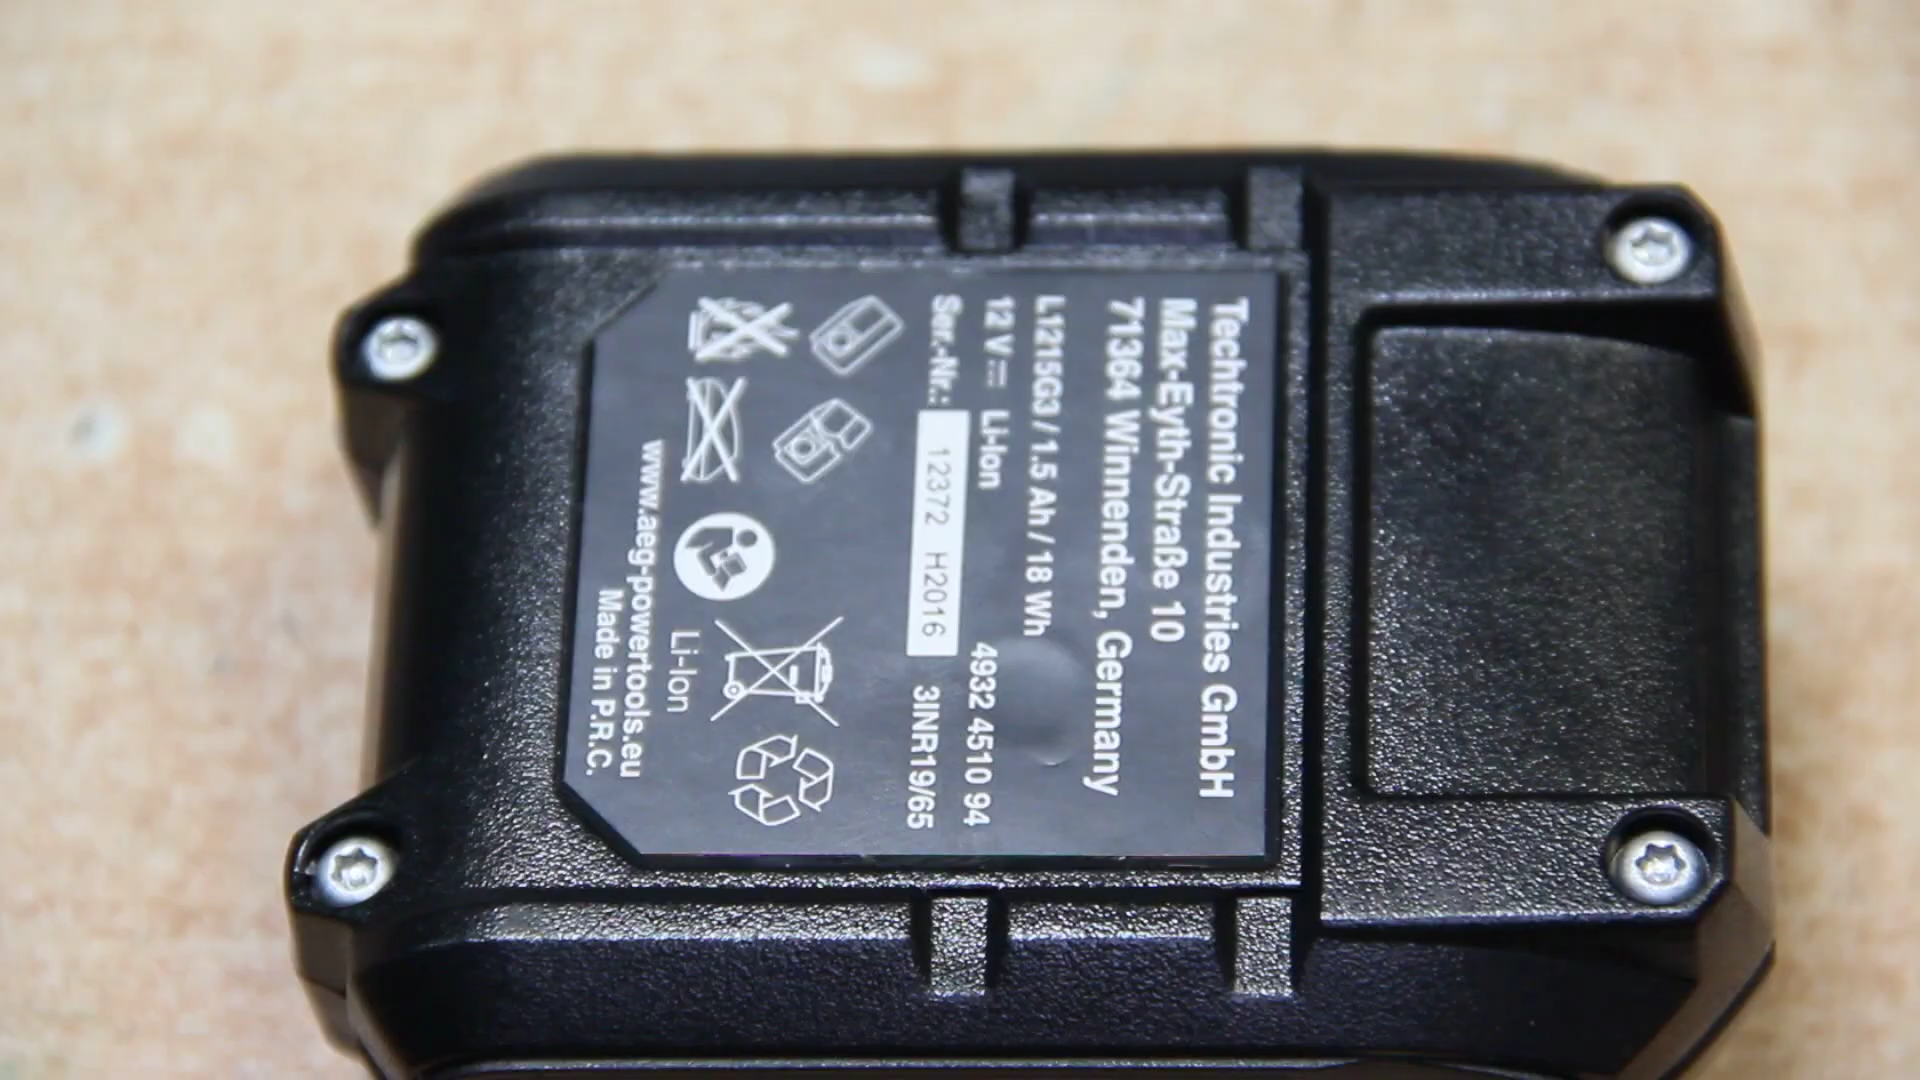 Techtronic Industries GmbH
Max-Eyth-Straße 10
71364 Winnenden, Germany
L1215G3 / 1.5 Ah / 18 Wh
12 V Li-Ion 4932 4510 94
Ser.-Nr.: 12372 H2016 3INR19/65
Li-Ion
www.aeg-powertools.eu
Made in P.R.C.